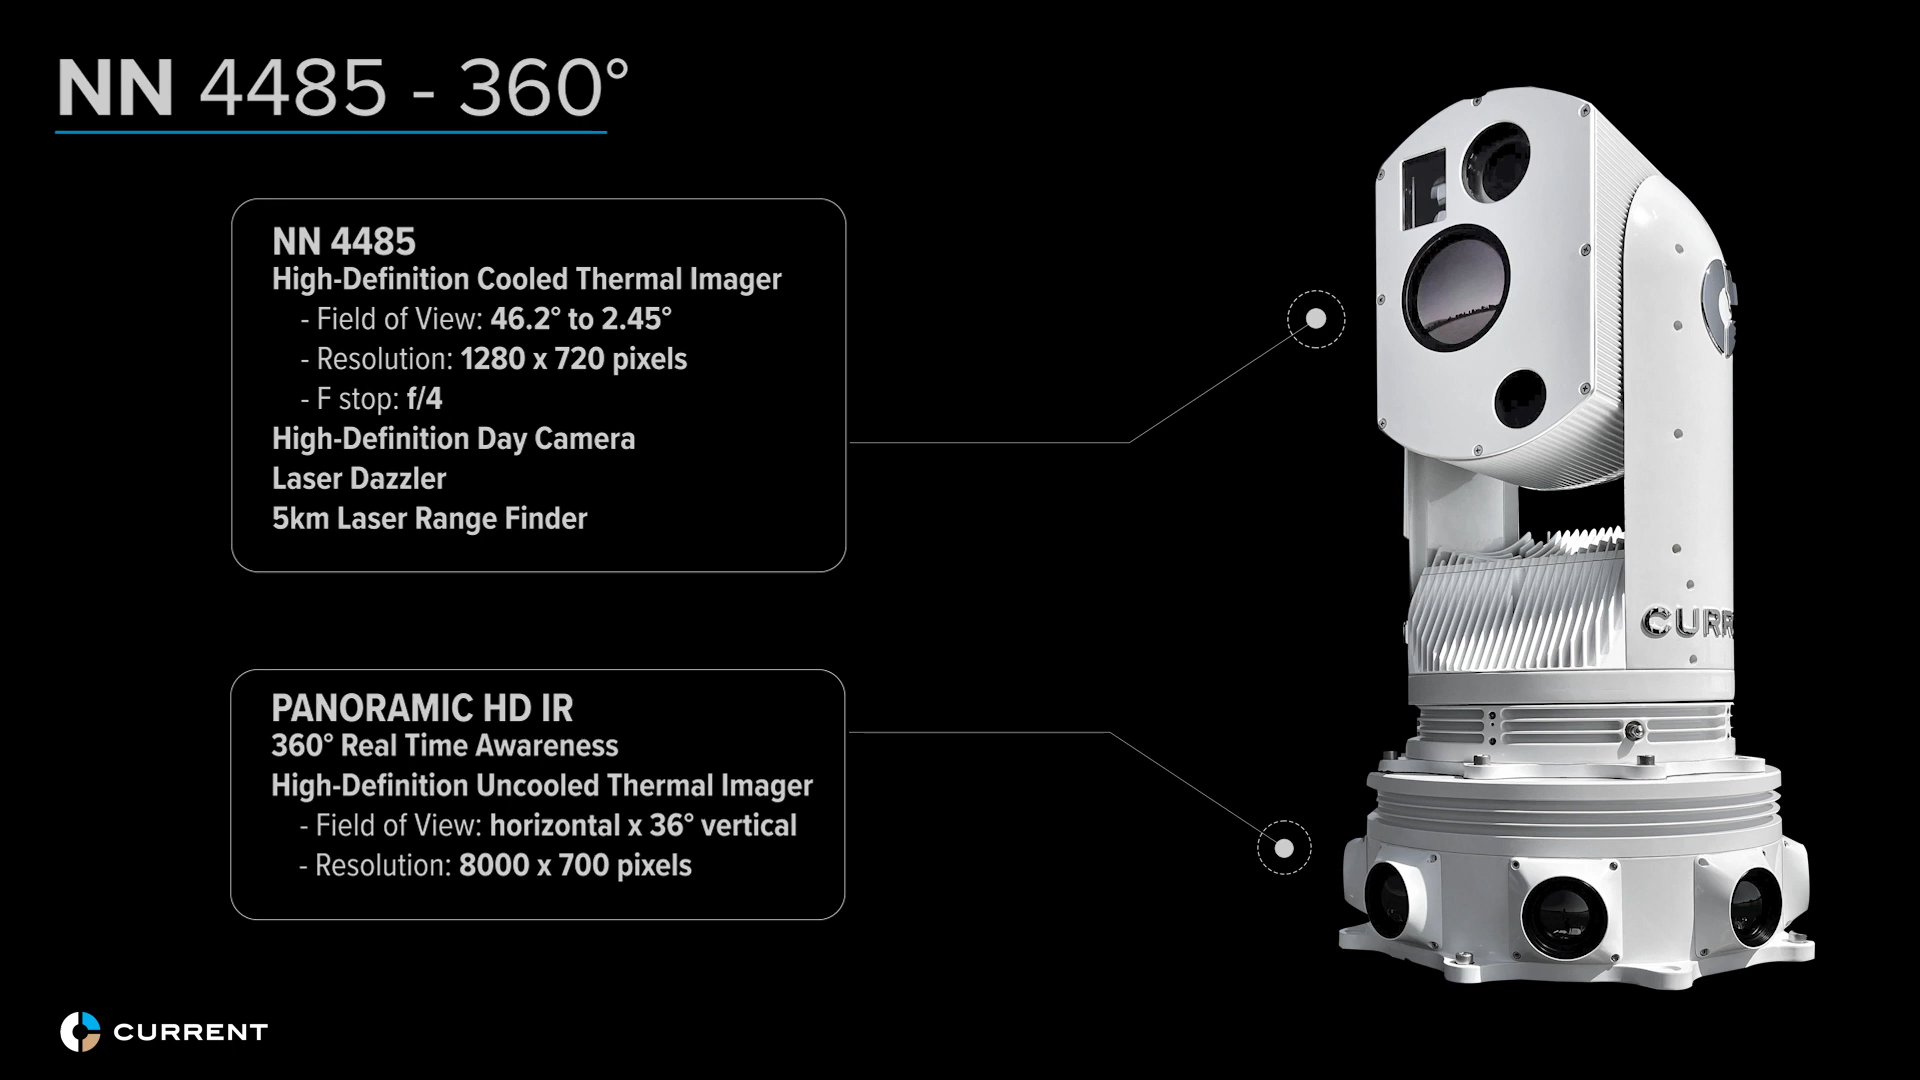 NN 4485 - 360°
NN 4485
High-Definition Cooled Thermal Imager
- Field of View: 46.2° to 2.45°
- Resolution: 1280 x 720 pixels
- F stop: f/4
High-Definition Day Camera
Laser Dazzler
5km Laser Range Finder
CURR
PANORAMIC HD IR
360° Real Time Awareness
High-Definition Uncooled Thermal Imager
- Field of View: horizontal x 36° vertical
- Resolution: 8000 x 700 pixels
CURRENT